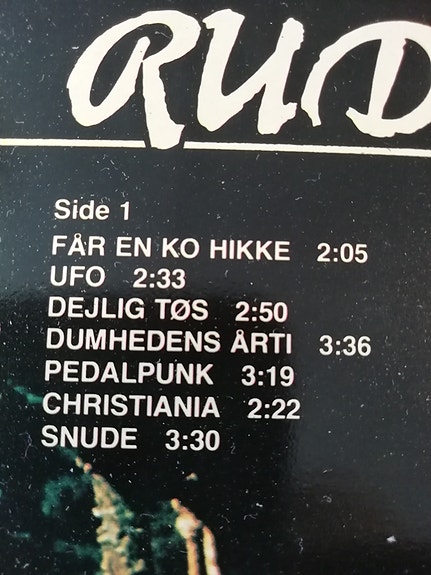 RUD
Side 1
FÅR EN KO HIKKE 2:05
UFO 2:33
DEJLIG TØS 2:50
DUMHEDENS ÅRTI 3:36
PEDALPUNK 3:19
CHRISTIANIA 2:22
SNUDE 3:30